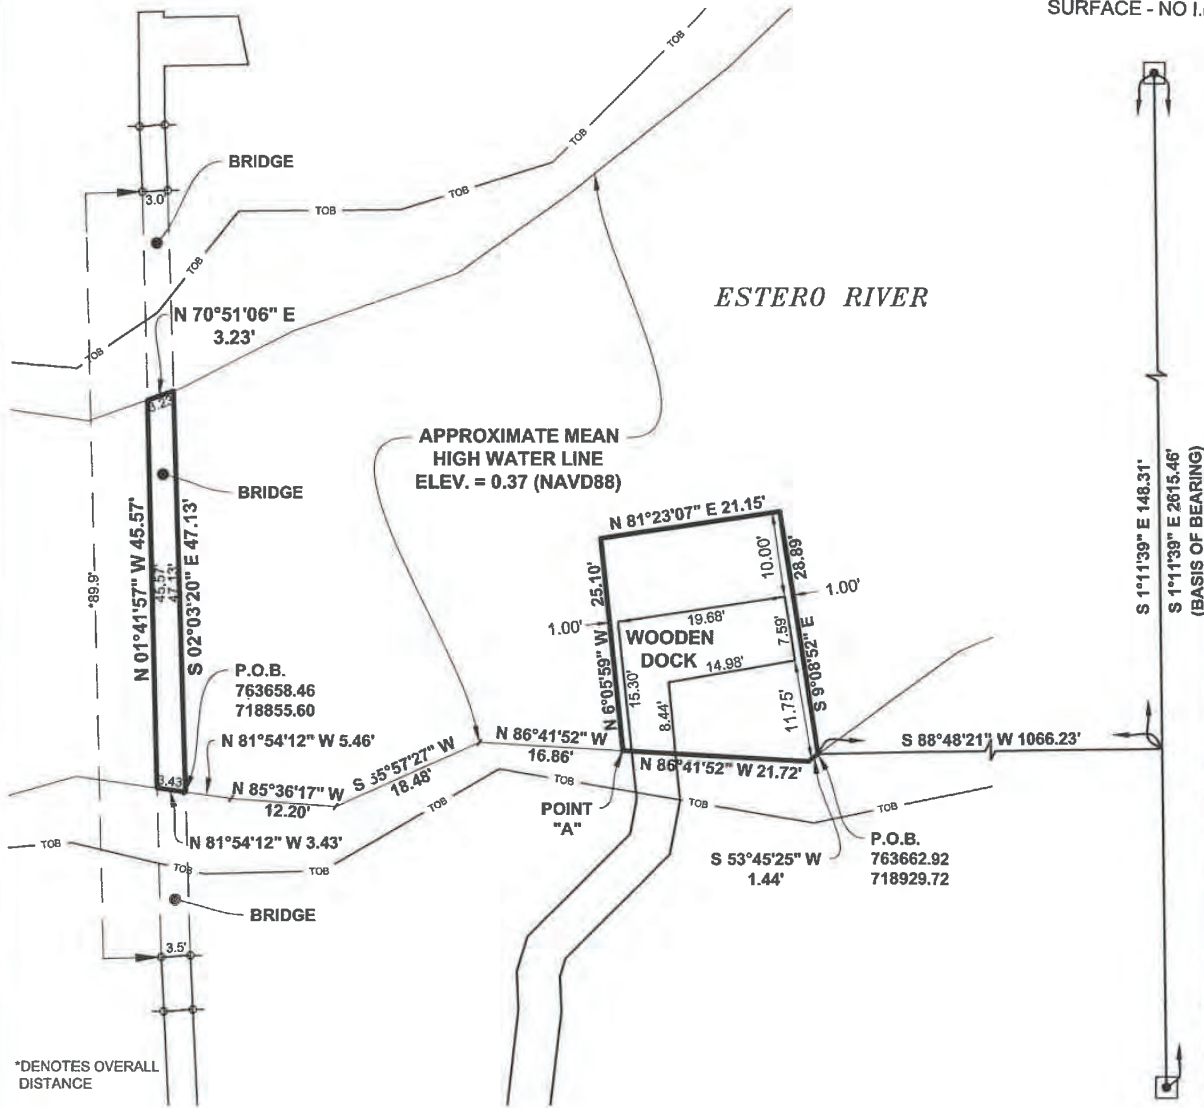 SURFACE - NO I.
BRIDGE
3.0'
TOB
TOB
TOB
TOB
TOB
TOB
ESTERO RIVER
N 70°51'06" E
3.23'
3.23
APPROXIMATE MEAN
HIGH WATER LINE
ELEV. = 0.37 (NAVD88)
BRIDGE
N 01°41'57" W 45.57'
45.57'
47.13'
S 02°03'20" E 47.13'
*89.9'
N 81°23'07" E 21.15'
25.10'
N 6°05'59" W
10.00'
28.89'
S 9°08'52" E
1.00'
1.00'
19.68'
WOODEN
DOCK
7.59'
14.98'
15.30'
8.44'
11.75'
S 1°11'39" E 148.31'
S 1°11'39" E 2615.46'
(BASIS OF BEARING)
P.O.B.
763658.46
718855.60
N 81°54'12" W 5.46'
3.43'
N 85°36'17" W
12.20'
57'27" W
18.48'
N 86°41'52" W
16.86'
N 86°41'52" W 21.72'
S 88°48'21" W 1066.23'
N 81°54'12" W 3.43'
POINT
"A"
S 53°45'25" W
1.44'
P.O.B.
763662.92
718929.72
TOB
TOB
TOB
TOB
TOB
TOB
TOB
BRIDGE
3.5'
*DENOTES OVERALL
DISTANCE